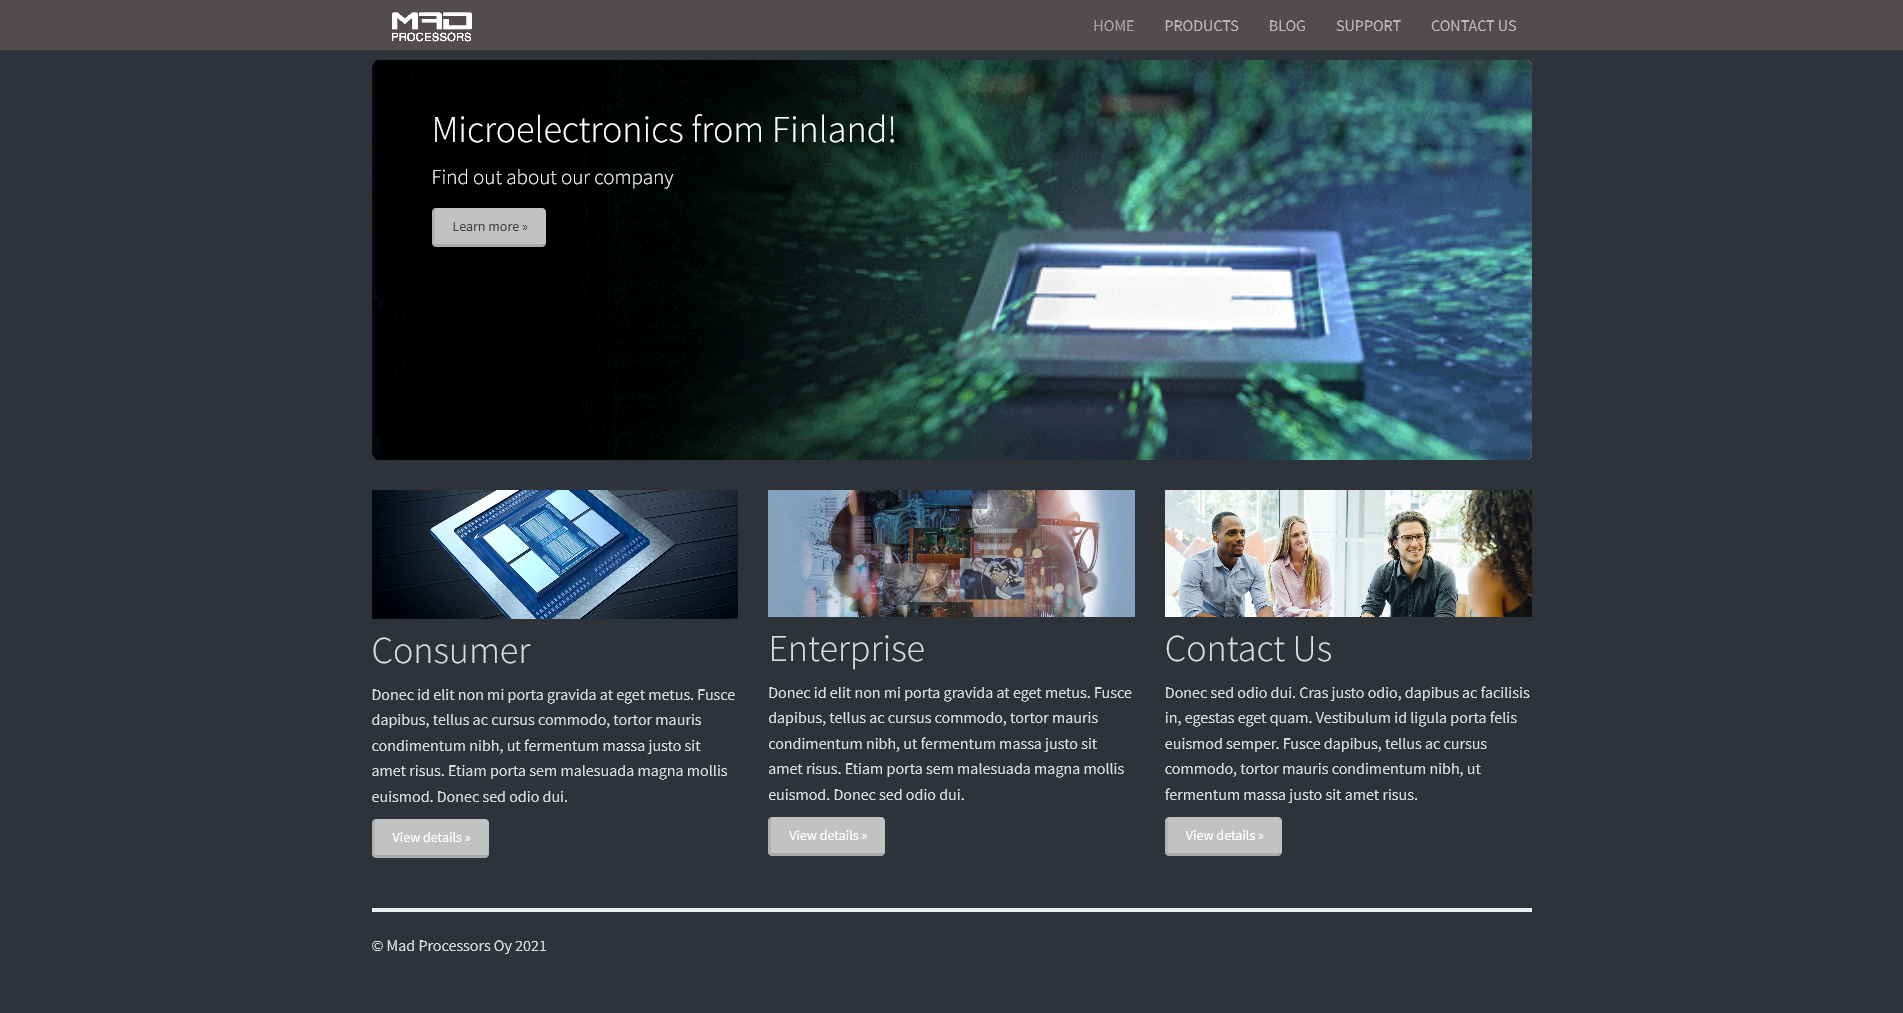 MAD
PROCESSORS
HOME PRODUCTS BLOG SUPPORT CONTACT US
Microelectronics from Finland!
Find out about our company
Learn more »
Consumer
Donec id elit non mi porta gravida at eget metus. Fusce
dapibus, tellus ac cursus commodo, tortor mauris
condimentum nibh, ut fermentum massa justo sit
amet risus. Etiam porta sem malesuada magna mollis
euismod. Donec sed odio dui.
View details »
Enterprise
Donec id elit non mi porta gravida at eget metus. Fusce
dapibus, tellus ac cursus commodo, tortor mauris
condimentum nibh, ut fermentum massa justo sit
amet risus. Etiam porta sem malesuada magna mollis
euismod. Donec sed odio dui.
View details »
Contact Us
Donec sed odio dui. Cras justo odio, dapibus ac facilisis
in, egestas eget quam. Vestibulum id ligula porta felis
euismod semper. Fusce dapibus, tellus ac cursus
commodo, tortor mauris condimentum nibh, ut
fermentum massa justo sit amet risus.
View details »
© Mad Processors Oy 2021